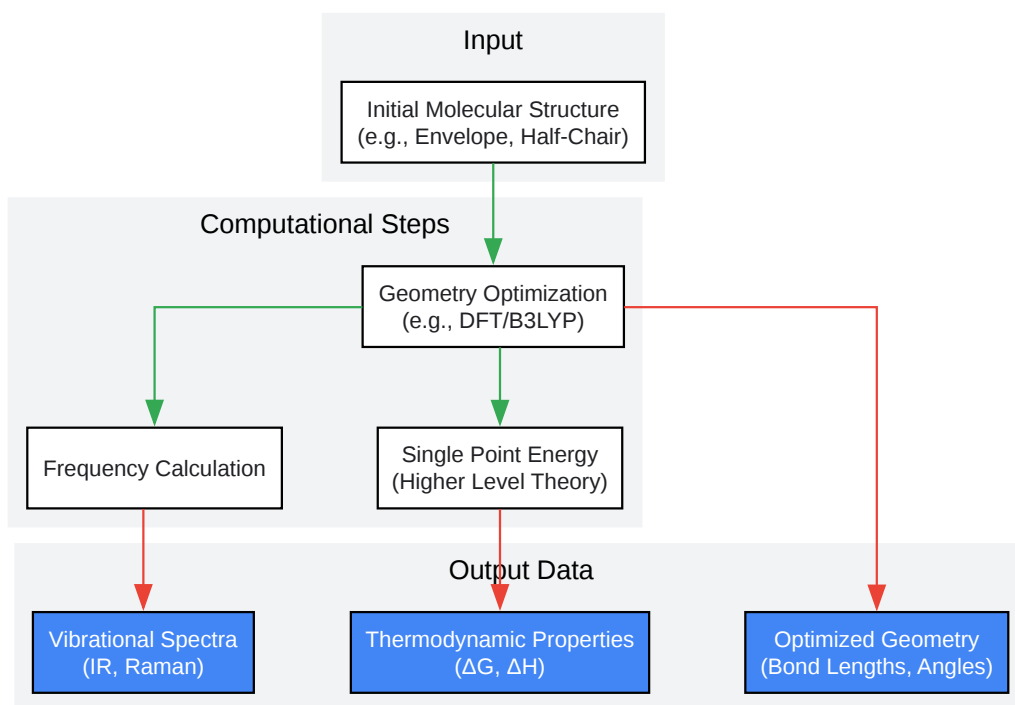 Input
Initial Molecular Structure
(e.g., Envelope, Half-Chair)
Computational Steps
Geometry Optimization
(e.g., DFT/B3LYP)
Frequency Calculation
Single Point Energy
(Higher Level Theory)
Output Data
Vibrational Spectra
(IR, Raman)
Thermodynamic Properties
(ΔG, ΔH)
Optimized Geometry
(Bond Lengths, Angles)